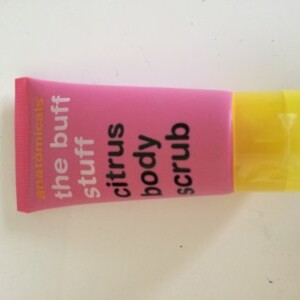 anatomicals
the buff
stuff
citrus
body
scrub